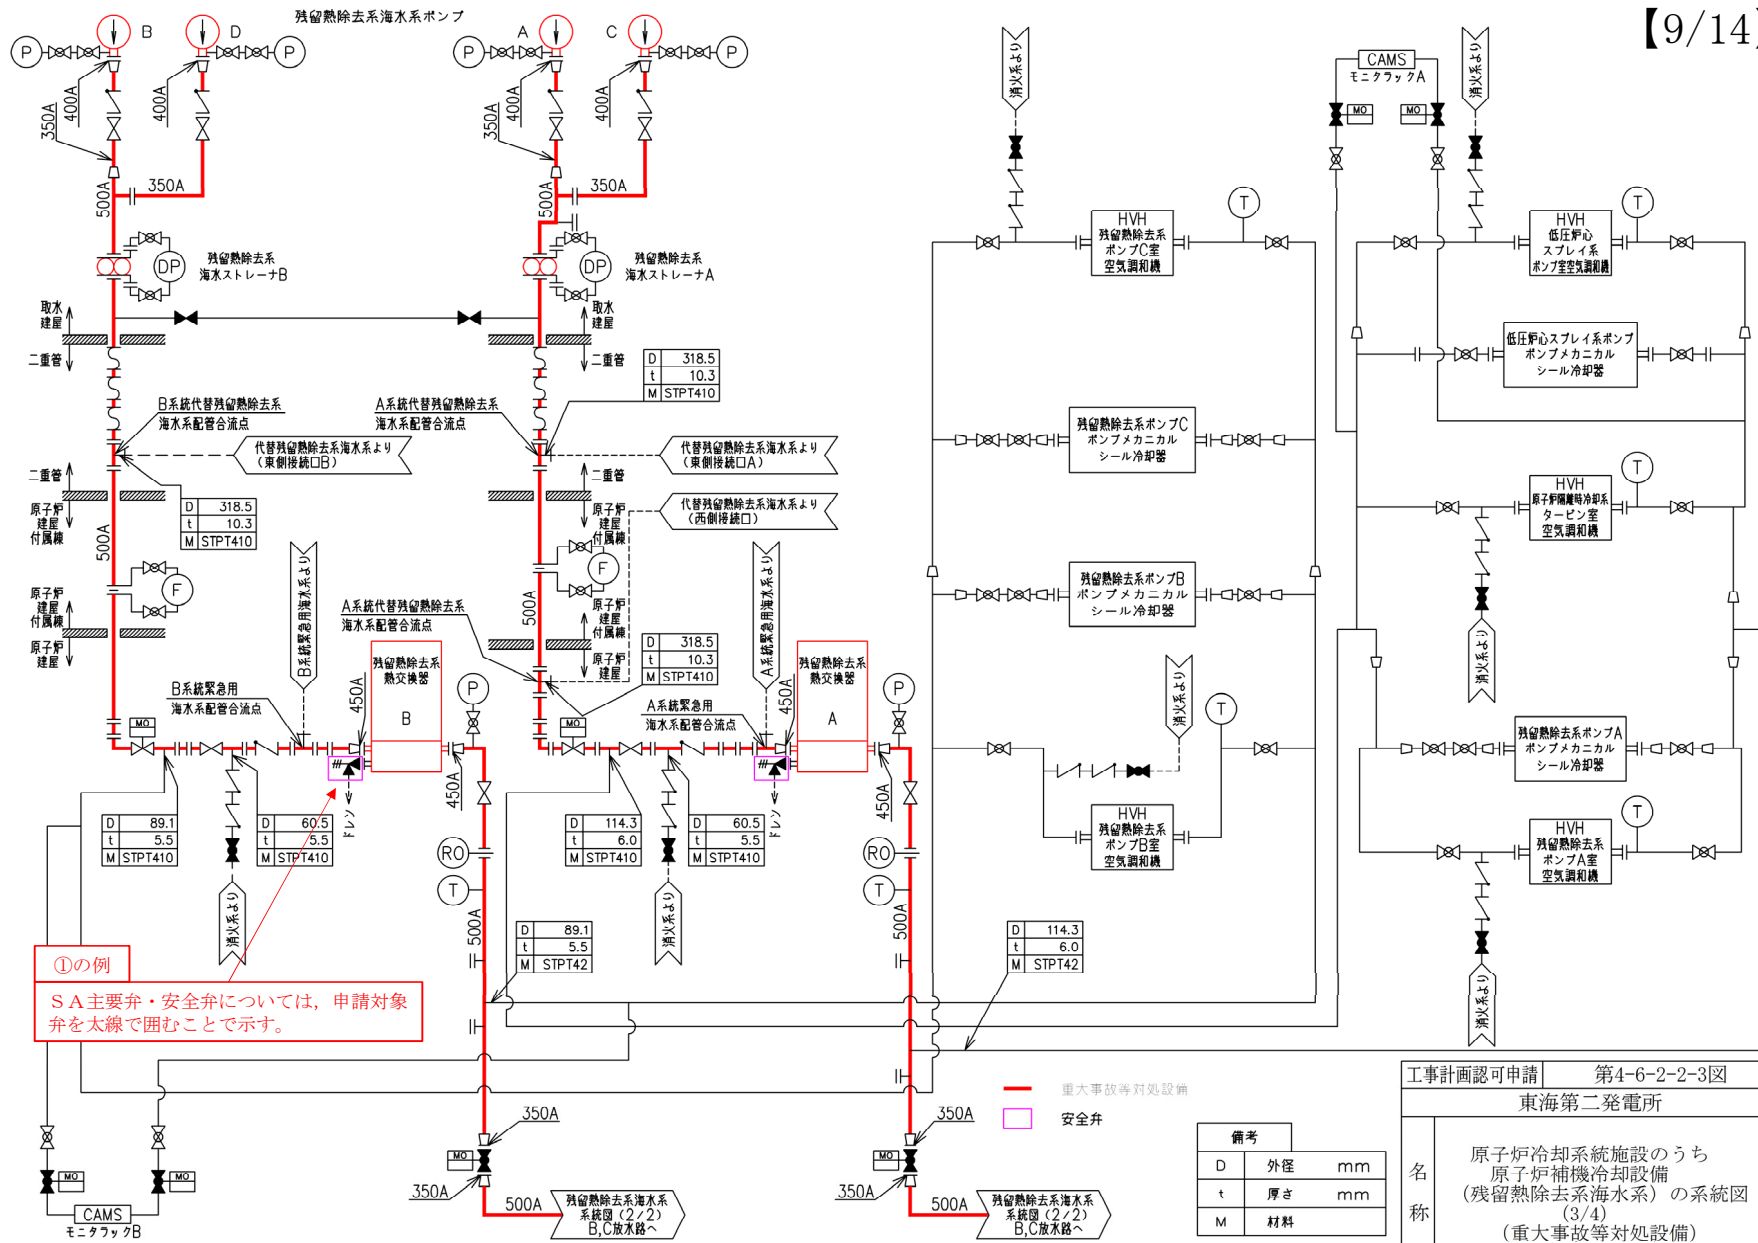 【9/14】
残留熱除去系海水系ポンプ
B
D
A
C
P
P
P
P
400A
400A
350A
400A
400A
350A
500A
350A
500A
350A
DP
残留熱除去系
海水ストレーナB
DP
残留熱除去系
海水ストレーナA
取水
建屋
二重管
取水
建屋
二重管
D 318.5
t 10.3
M STPT410
B系統代替残留熱除去系
海水系配管合流点
A系統代替残留熱除去系
海水系配管合流点
代替残留熱除去系海水系より
(東側接続口B)
代替残留熱除去系海水系より
(東側接続口A)
代替残留熱除去系海水系より
(西側接続口)
二重管
原子炉
建屋
付属棟
二重管
原子炉
建屋
付属棟
D 318.5
t 10.3
M STPT410
500A
500A
F
F
原子炉
建屋
付属棟
原子炉
建屋
原子炉
建屋
付属棟
原子炉
建屋
B系統緊急用海水系より
A系統緊急用海水系より
A系統代替残留熱除去系
海水系配管合流点
D 318.5
t 10.3
M STPT410
B系統緊急用
海水系配管合流点
A系統緊急用
海水系配管合流点
残留熱除去系
熱交換器
B
残留熱除去系
熱交換器
A
450A
450A
P
P
MO
MO
450A
450A
ドレン
ドレン
D 89.1
t 5.5
M STPT410
D 60.5
t 5.5
M STPT410
D 114.3
t 6.0
M STPT410
D 60.5
t 5.5
M STPT410
消火系より
消火系より
RO
T
RO
T
500A
500A
D 89.1
t 5.5
M STPT42
D 114.3
t 6.0
M STPT42
①の例
SA主要弁・安全弁については，申請対象
弁を太線で囲むことで示す。
350A
MO
350A
500A
残留熱除去系海水系
系統図(2/2)
B,C放水路へ
350A
MO
350A
500A
残留熱除去系海水系
系統図(2/2)
B,C放水路へ
MO
MO
CAMS
モニタラックB
消火系より
HVH
残留熱除去系
ポンプC室
空気調和機
T
残留熱除去系ポンプC
ポンプメカニカル
シール冷却器
残留熱除去系ポンプB
ポンプメカニカル
シール冷却器
消火系より
T
HVH
残留熱除去系
ポンプB室
空気調和機
CAMS
モニタラックA
MO
MO
消火系より
HVH
低圧炉心
スプレイ系
ポンプ室空気調和機
T
低圧炉心スプレイ系ポンプ
ポンプメカニカル
シール冷却器
HVH
原子炉隔離時冷却系
タービン室
空気調和機
T
消火系より
残留熱除去系ポンプA
ポンプメカニカル
シール冷却器
HVH
残留熱除去系
ポンプA室
空気調和機
T
消火系より
重大事故等対処設備
安全弁
備考
D 外径 mm
t 厚さ mm
M 材料
工事計画認可申請 第4-6-2-2-3図
東海第二発電所
名称
原子炉冷却系統施設のうち
原子炉補機冷却設備
(残留熱除去系海水系)の系統図
(3/4)
(重大事故等対処設備)